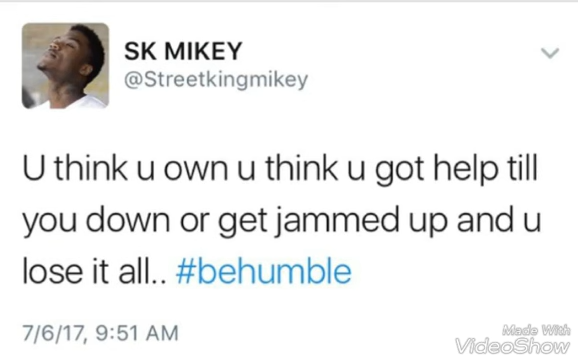 SK MIKEY
@Streetkingmikey
U think u own u think u got help till
you down or get jammed up and u
lose it all.. #behumble
7/6/17, 9:51 AM
Made With
VideoShow